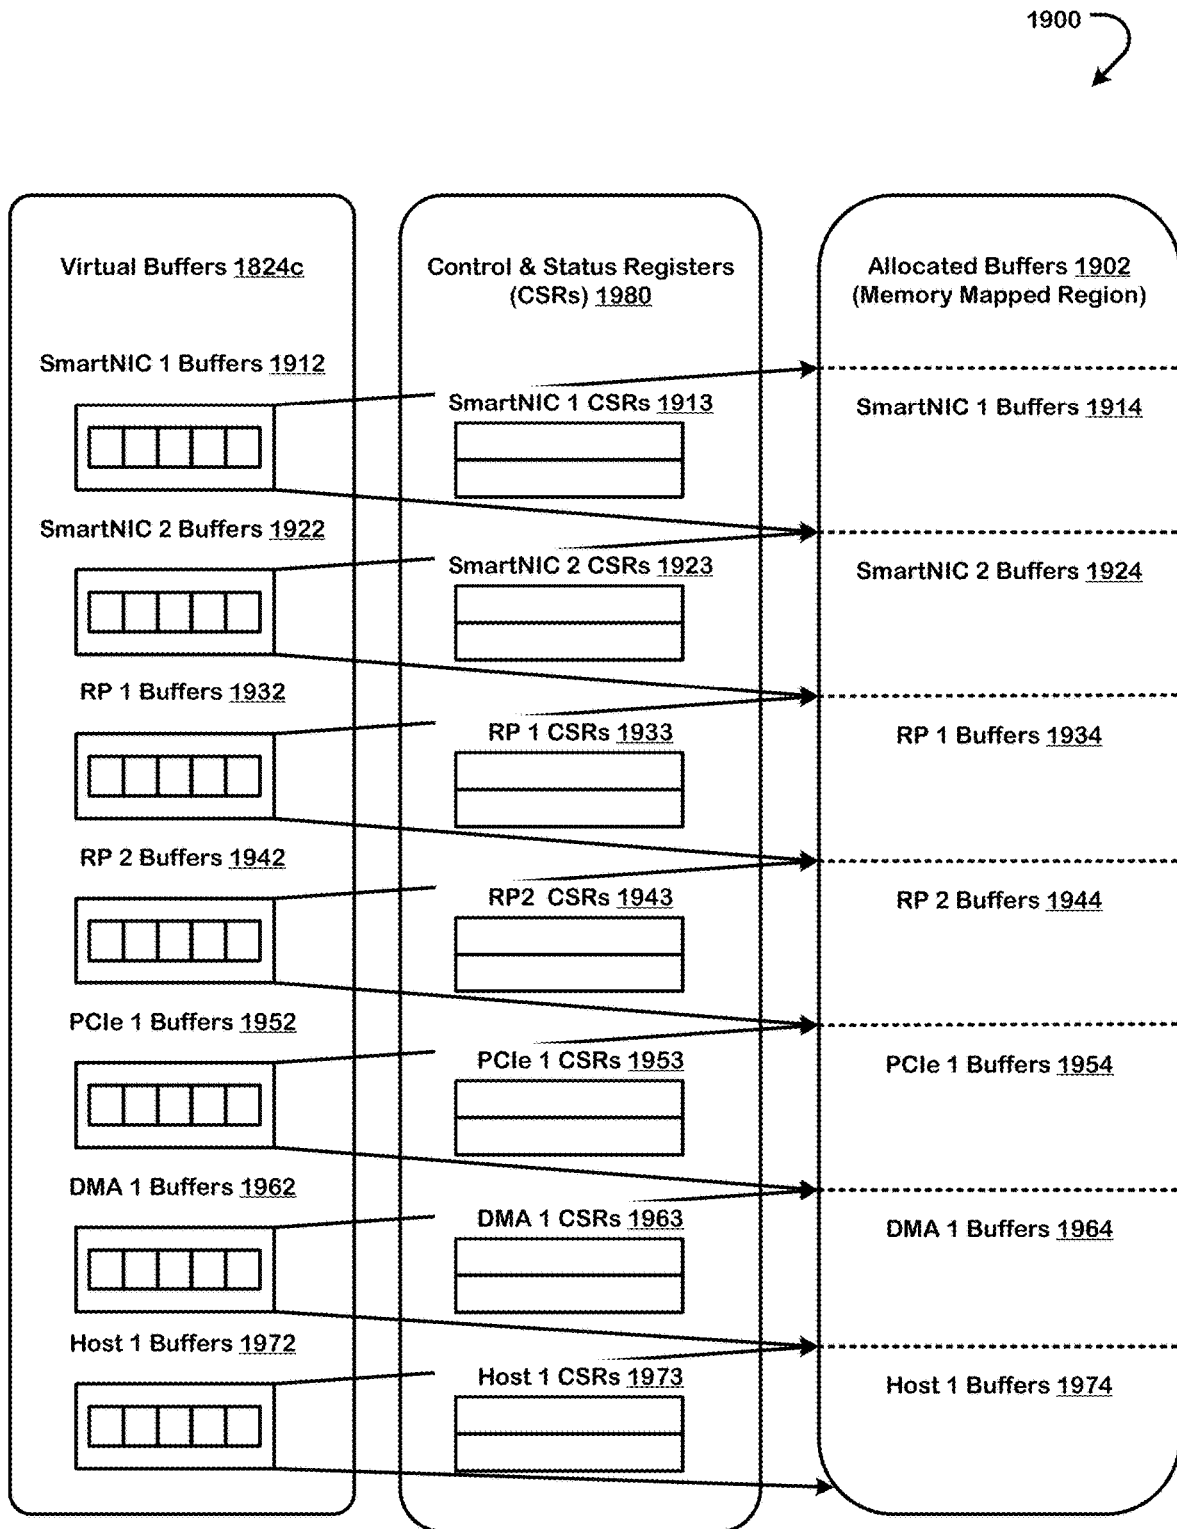 1900
Virtual Buffers 1824c
SmartNIC 1 Buffers 1912
SmartNIC 2 Buffers 1922
RP 1 Buffers 1932
RP 2 Buffers 1942
PCIe 1 Buffers 1952
DMA 1 Buffers 1962
Host 1 Buffers 1972
Control & Status Registers
(CSRs) 1980
SmartNIC 1 CSRs 1913
SmartNIC 2 CSRs 1923
RP 1 CSRs 1933
RP2 CSRs 1943
PCIe 1 CSRs 1953
DMA 1 CSRs 1963
Host 1 CSRs 1973
Allocated Buffers 1902
(Memory Mapped Region)
SmartNIC 1 Buffers 1914
SmartNIC 2 Buffers 1924
RP 1 Buffers 1934
RP 2 Buffers 1944
PCIe 1 Buffers 1954
DMA 1 Buffers 1964
Host 1 Buffers 1974